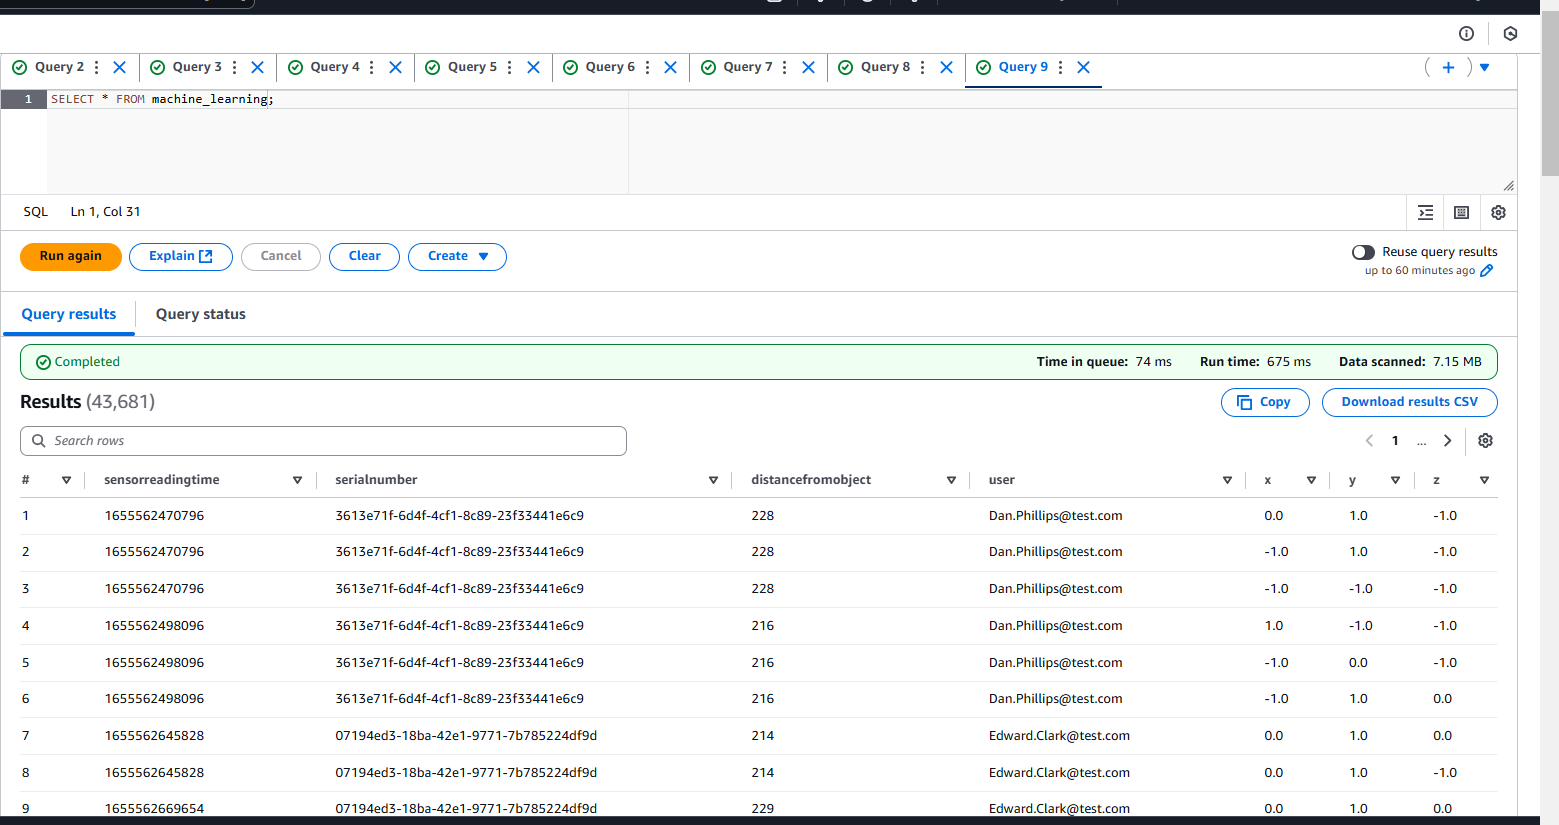 Query 2 Query 3 Query 4 Query 5 Query 6 Query 7 Query 8 Query 9
1 SELECT * FROM machine_learning;
SQL Ln 1, Col 31
Run again Explain Cancel Clear Create Reuse query results
up to 60 minutes ago
Query results Query status
Completed Time in queue: 74 ms Run time: 675 ms Data scanned: 7.15 MB
Results (43,681) Copy Download results CSV
Search rows 1 ...
# sensorreadingtime serialnumber distancefromobject user x y z
1 1655562470796 3613e71f-6d4f-4cf1-8c89-23f33441e6c9 228 Dan.Phillips@test.com 0.0 1.0 -1.0
2 1655562470796 3613e71f-6d4f-4cf1-8c89-23f33441e6c9 228 Dan.Phillips@test.com -1.0 1.0 -1.0
3 1655562470796 3613e71f-6d4f-4cf1-8c89-23f33441e6c9 228 Dan.Phillips@test.com -1.0 -1.0 -1.0
4 1655562498096 3613e71f-6d4f-4cf1-8c89-23f33441e6c9 216 Dan.Phillips@test.com 1.0 -1.0 -1.0
5 1655562498096 3613e71f-6d4f-4cf1-8c89-23f33441e6c9 216 Dan.Phillips@test.com -1.0 0.0 -1.0
6 1655562498096 3613e71f-6d4f-4cf1-8c89-23f33441e6c9 216 Dan.Phillips@test.com -1.0 1.0 0.0
7 1655562645828 07194ed3-18ba-42e1-9771-7b785224df9d 214 Edward.Clark@test.com 0.0 1.0 0.0
8 1655562645828 07194ed3-18ba-42e1-9771-7b785224df9d 214 Edward.Clark@test.com 0.0 1.0 -1.0
9 1655562669654 07194ed3-18ba-42e1-9771-7b785224df9d 229 Edward.Clark@test.com 0.0 1.0 0.0